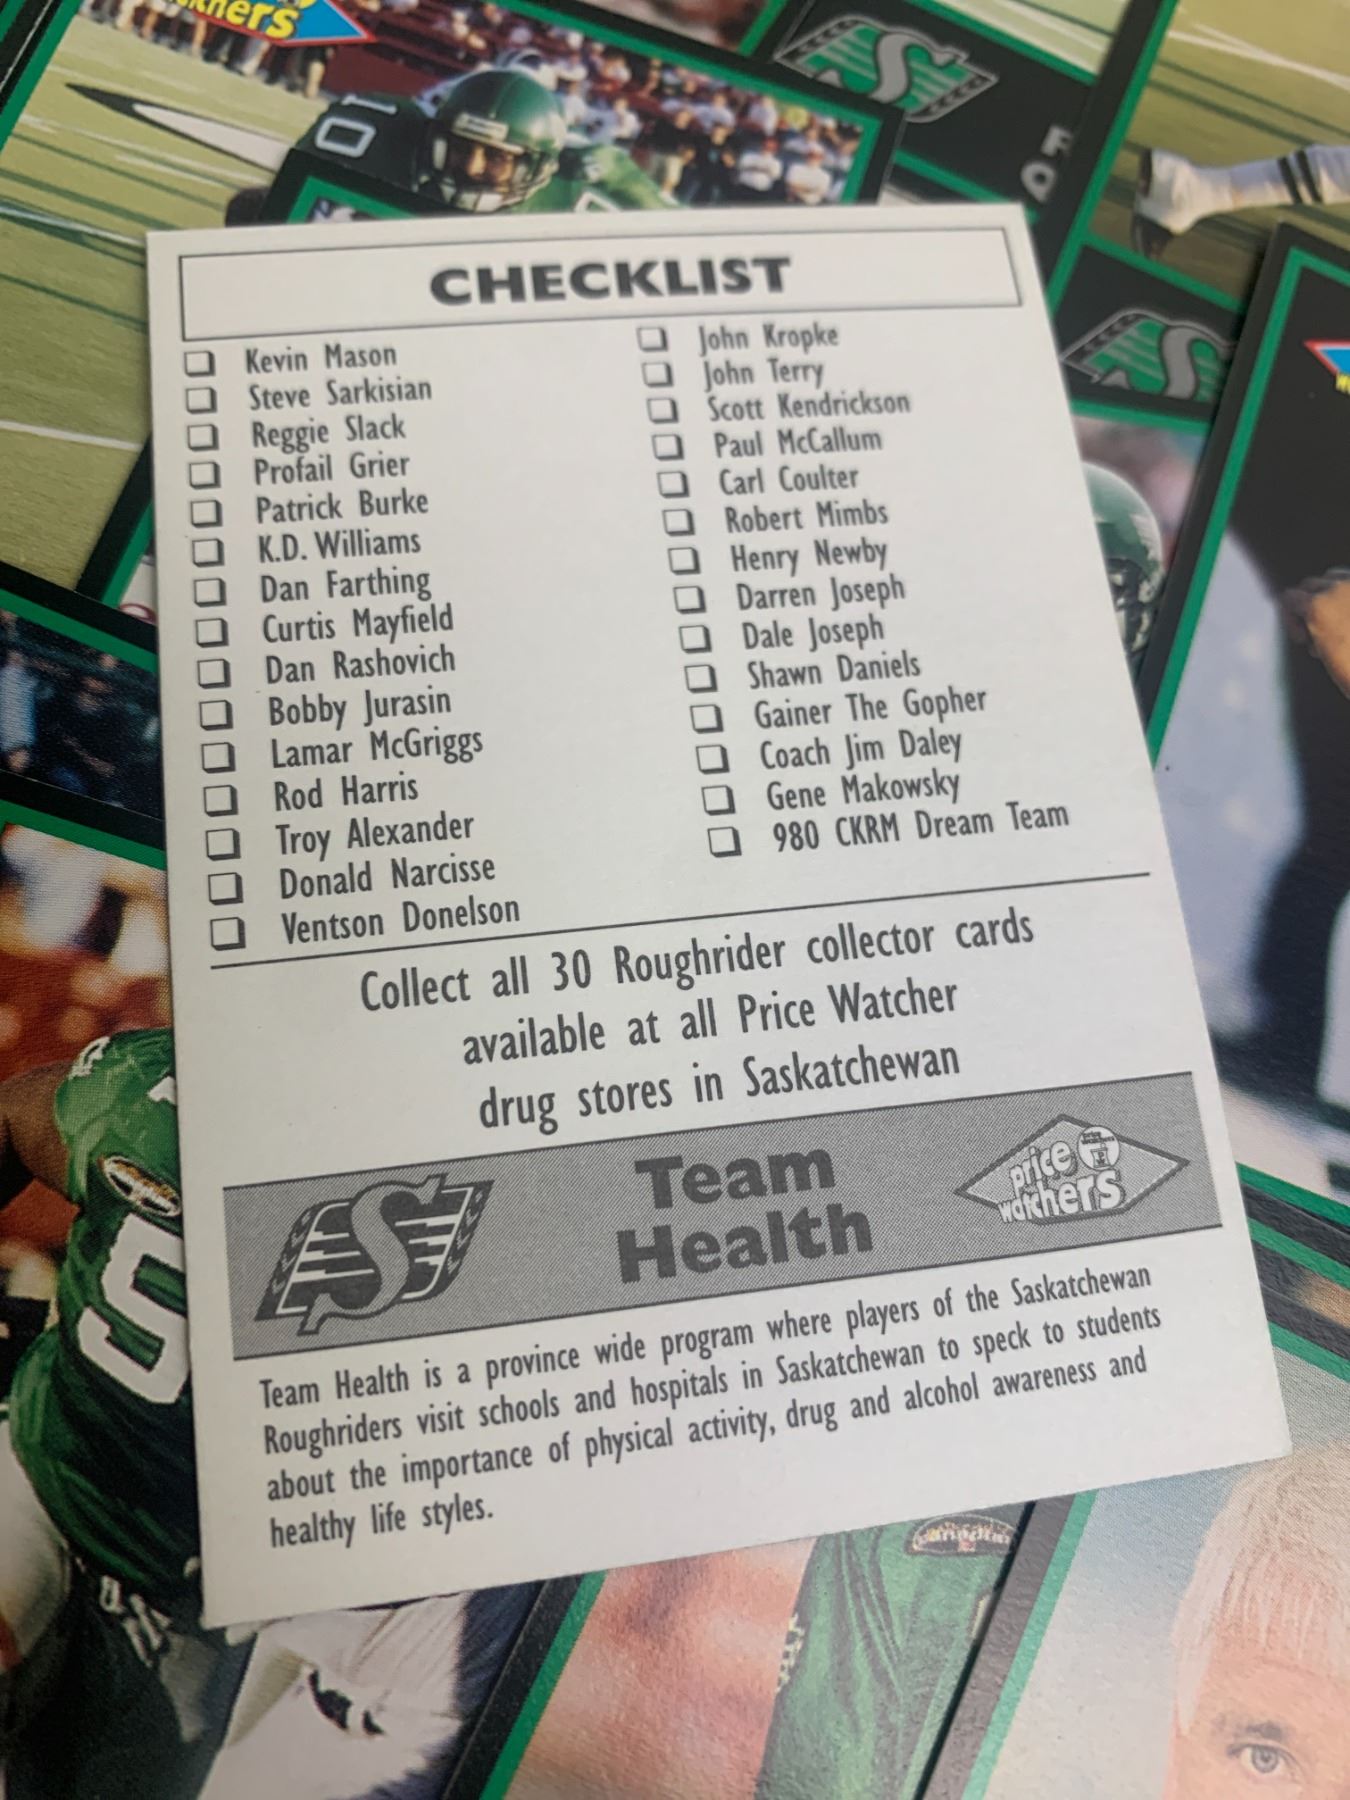 CHECKLIST
Kevin Mason
Steve Sarkisian
Reggie Slack
Profail Grier
Patrick Burke
K.D. Williams
Dan Farthing
Curtis Mayfield
Dan Rashovich
Bobby Jurasin
Lamar McGriggs
Rod Harris
Troy Alexander
Donald Narcisse
Ventson Donelson
John Kropke
John Terry
Scott Kendrickson
Paul McCallum
Carl Coulter
Robert Mimbs
Henry Newby
Darren Joseph
Dale Joseph
Shawn Daniels
Gainer The Gopher
Coach Jim Daley
Gene Makowsky
980 CKRM Dream Team
Collect all 30 Roughrider collector cards
available at all Price Watcher
drug stores in Saskatchewan
S
Team
Health
price
watchers
Team Health is a province wide program where players of the Saskatchewan
Roughriders visit schools and hospitals in Saskatchewan to speck to students
about the importance of physical activity, drug and alcohol awareness and
healthy life styles.